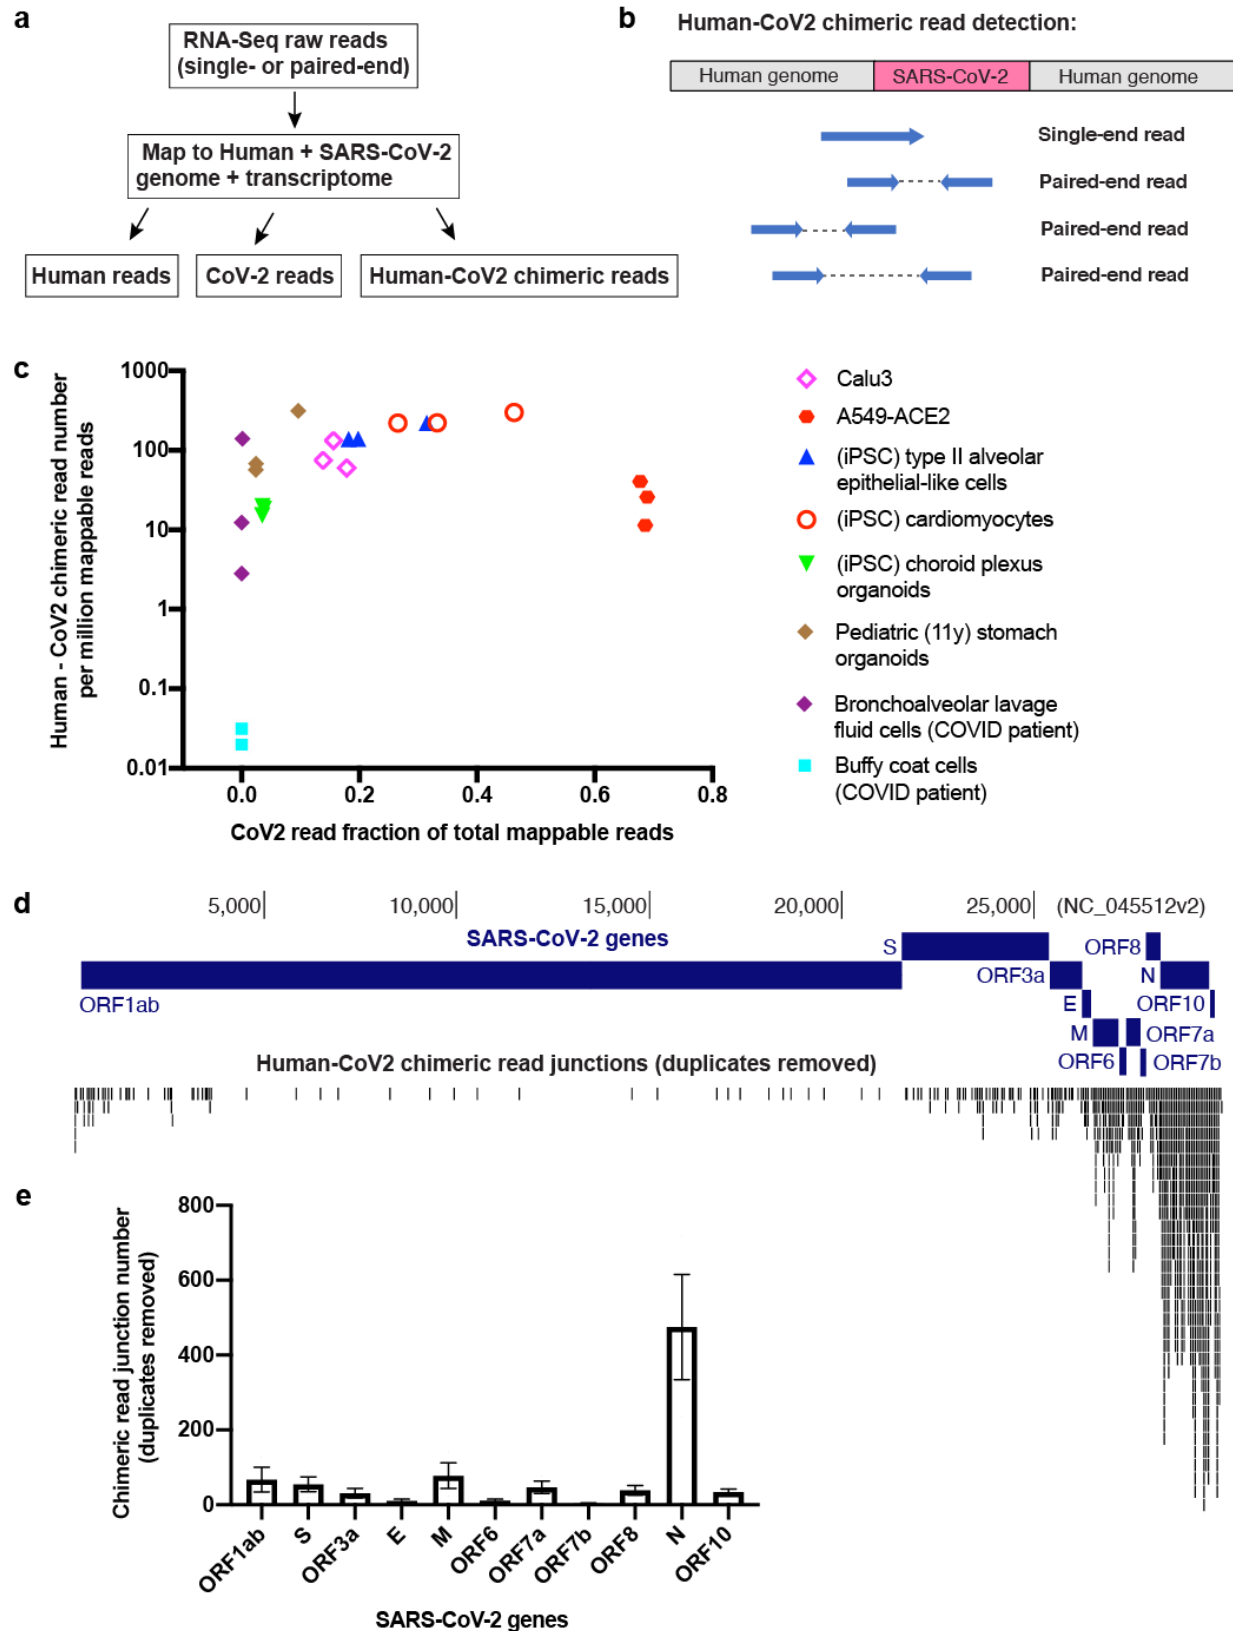 a
RNA-Seq raw reads
(single- or paired-end)
Map to Human + SARS-CoV-2
genome + transcriptome
Human reads
CoV-2 reads
Human-CoV2 chimeric reads
b
Human-CoV2 chimeric read detection:
Human genome
SARS-CoV-2
Human genome
Single-end read
Paired-end read
Paired-end read
Paired-end read
c
Human - CoV2 chimeric read number
per million mappable reads
1000
100
10
1
0.1
0.01
0.0
0.2
0.4
0.6
0.8
CoV2 read fraction of total mappable reads
Calu3
A549-ACE2
(iPSC) type II alveolar
epithelial-like cells
(iPSC) cardiomyocytes
(iPSC) choroid plexus
organoids
Pediatric (11y) stomach
organoids
Bronchoalveolar lavage
fluid cells (COVID patient)
Buffy coat cells
(COVID patient)
d
5,000
10,000
15,000
20,000
25,000
(NC_045512v2)
SARS-CoV-2 genes
S
ORF8
ORF3a
N
ORF1ab
E
ORF10
M
ORF7a
ORF6
ORF7b
Human-CoV2 chimeric read junctions (duplicates removed)
e
Chimeric read junction number
(duplicates removed)
800
600
400
200
0
ORF1ab
S
ORF3a
E
M
ORF6
ORF7a
ORF7b
ORF8
N
ORF10
SARS-CoV-2 genes